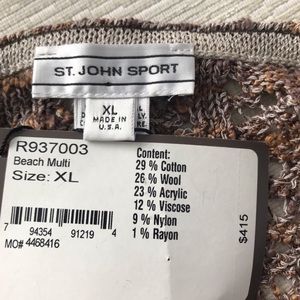 ST. JOHN SPORT
XL
MADE IN
U.S.A.
R937003
Beach Multi
Size: XL
Content:
29 % Cotton
26 % Wool
23 % Acrylic
12 % Viscose
9 % Nylon
1 % Rayon
$415
7 94354 91219 4
MO# 4468416